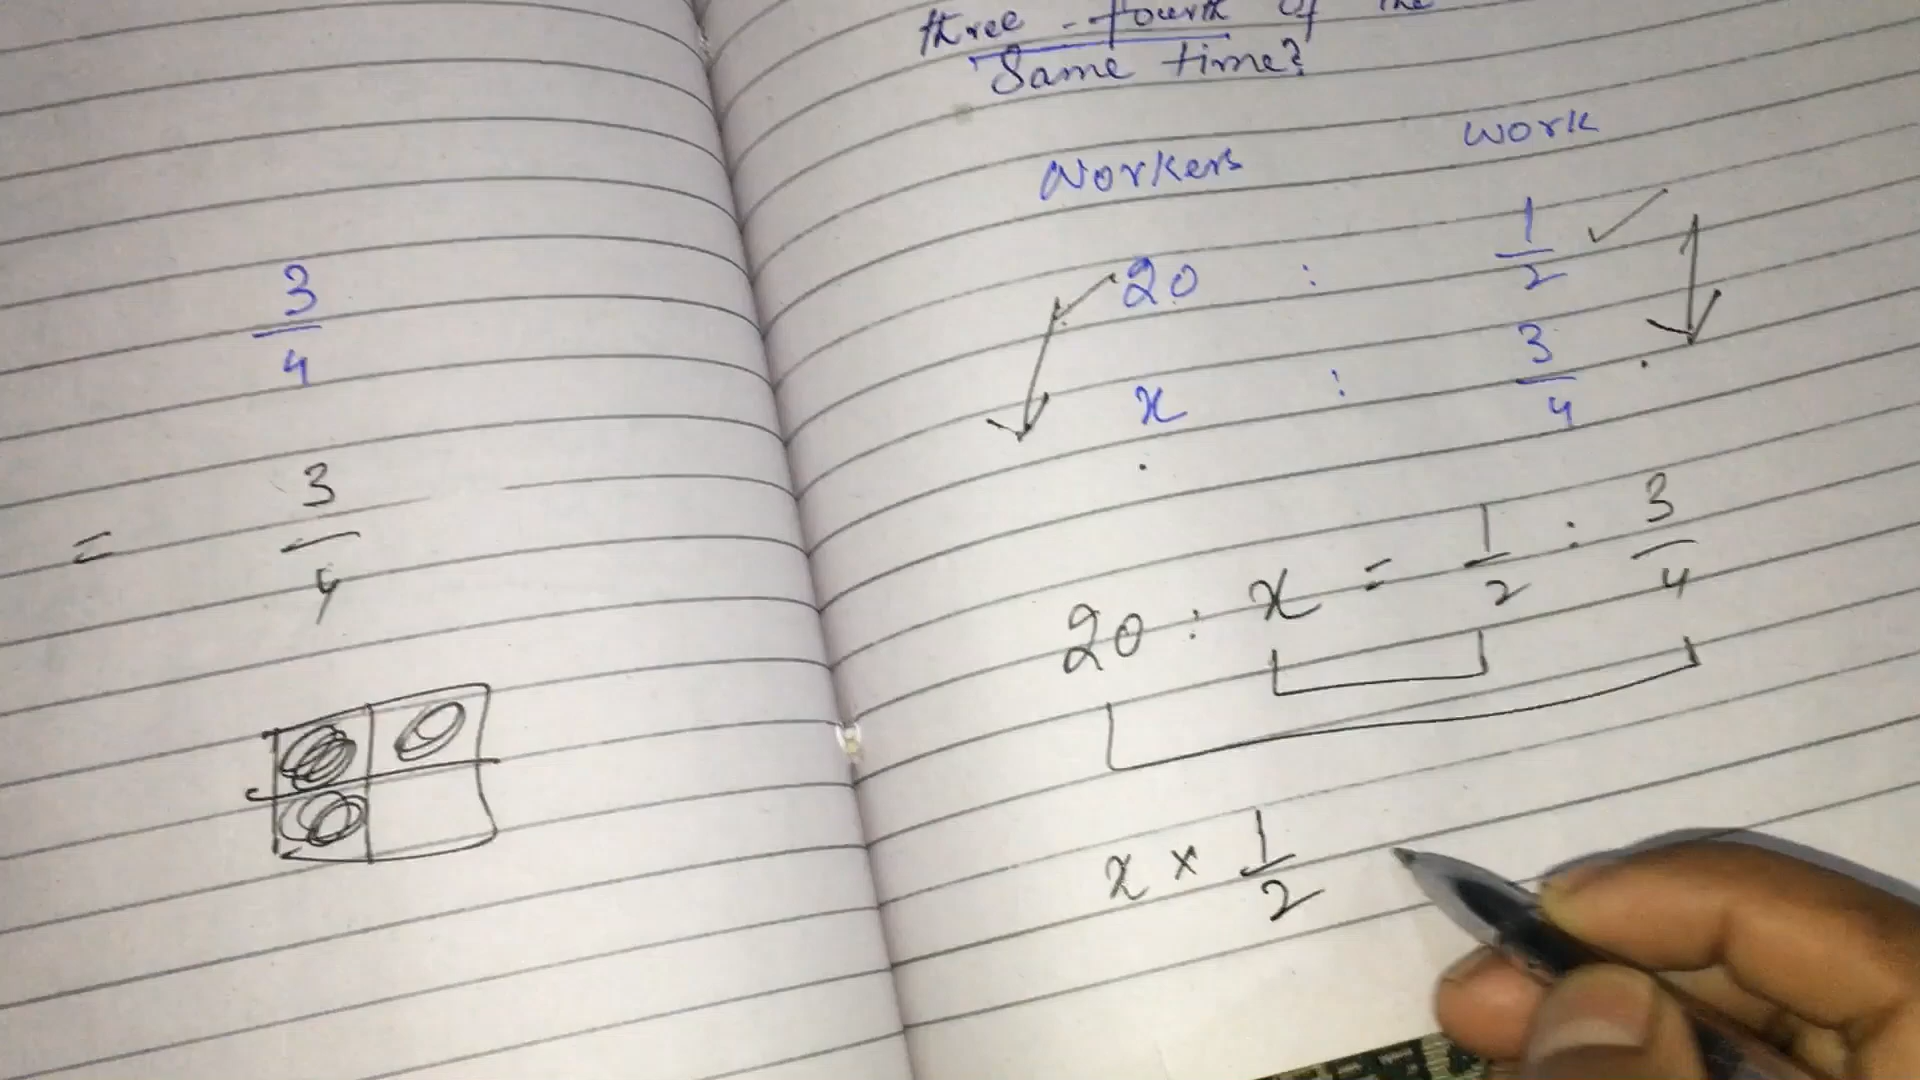 3/4
= 3/4
three-fourth of the
Same time?
Workers work
20 : 1/2
x : 3/4
20 : x = 1/2 : 3/4
x × 1/2